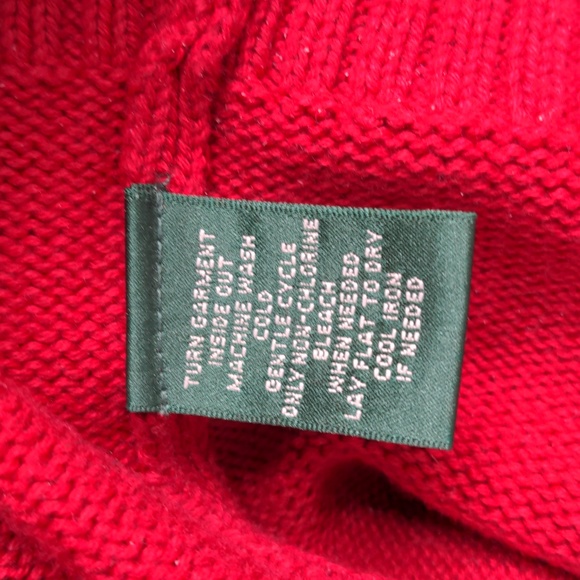 TURN GARMENT
INSIDE OUT
MACHINE WASH
COLD
GENTLE CYCLE
ONLY NON-CHLORINE
BLEACH
WHEN NEEDED
LAY FLAT TO DRY
COOL IRON
IF NEEDED